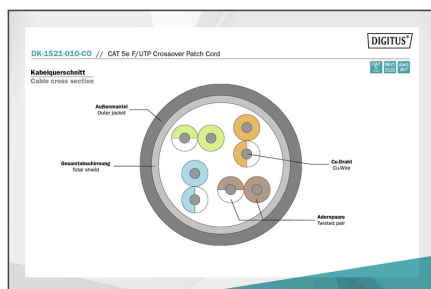 DIGITUS®
DK-1521-010-CO // CAT 5e F/UTP Crossover Patch Cord
Kabelquerschnitt
Cable cross section
Außenmantel
Outer jacket
Gesamtabschirmung
Total shield
Cu-Draht
Cu-Wire
Adernpaare
Twisted pair